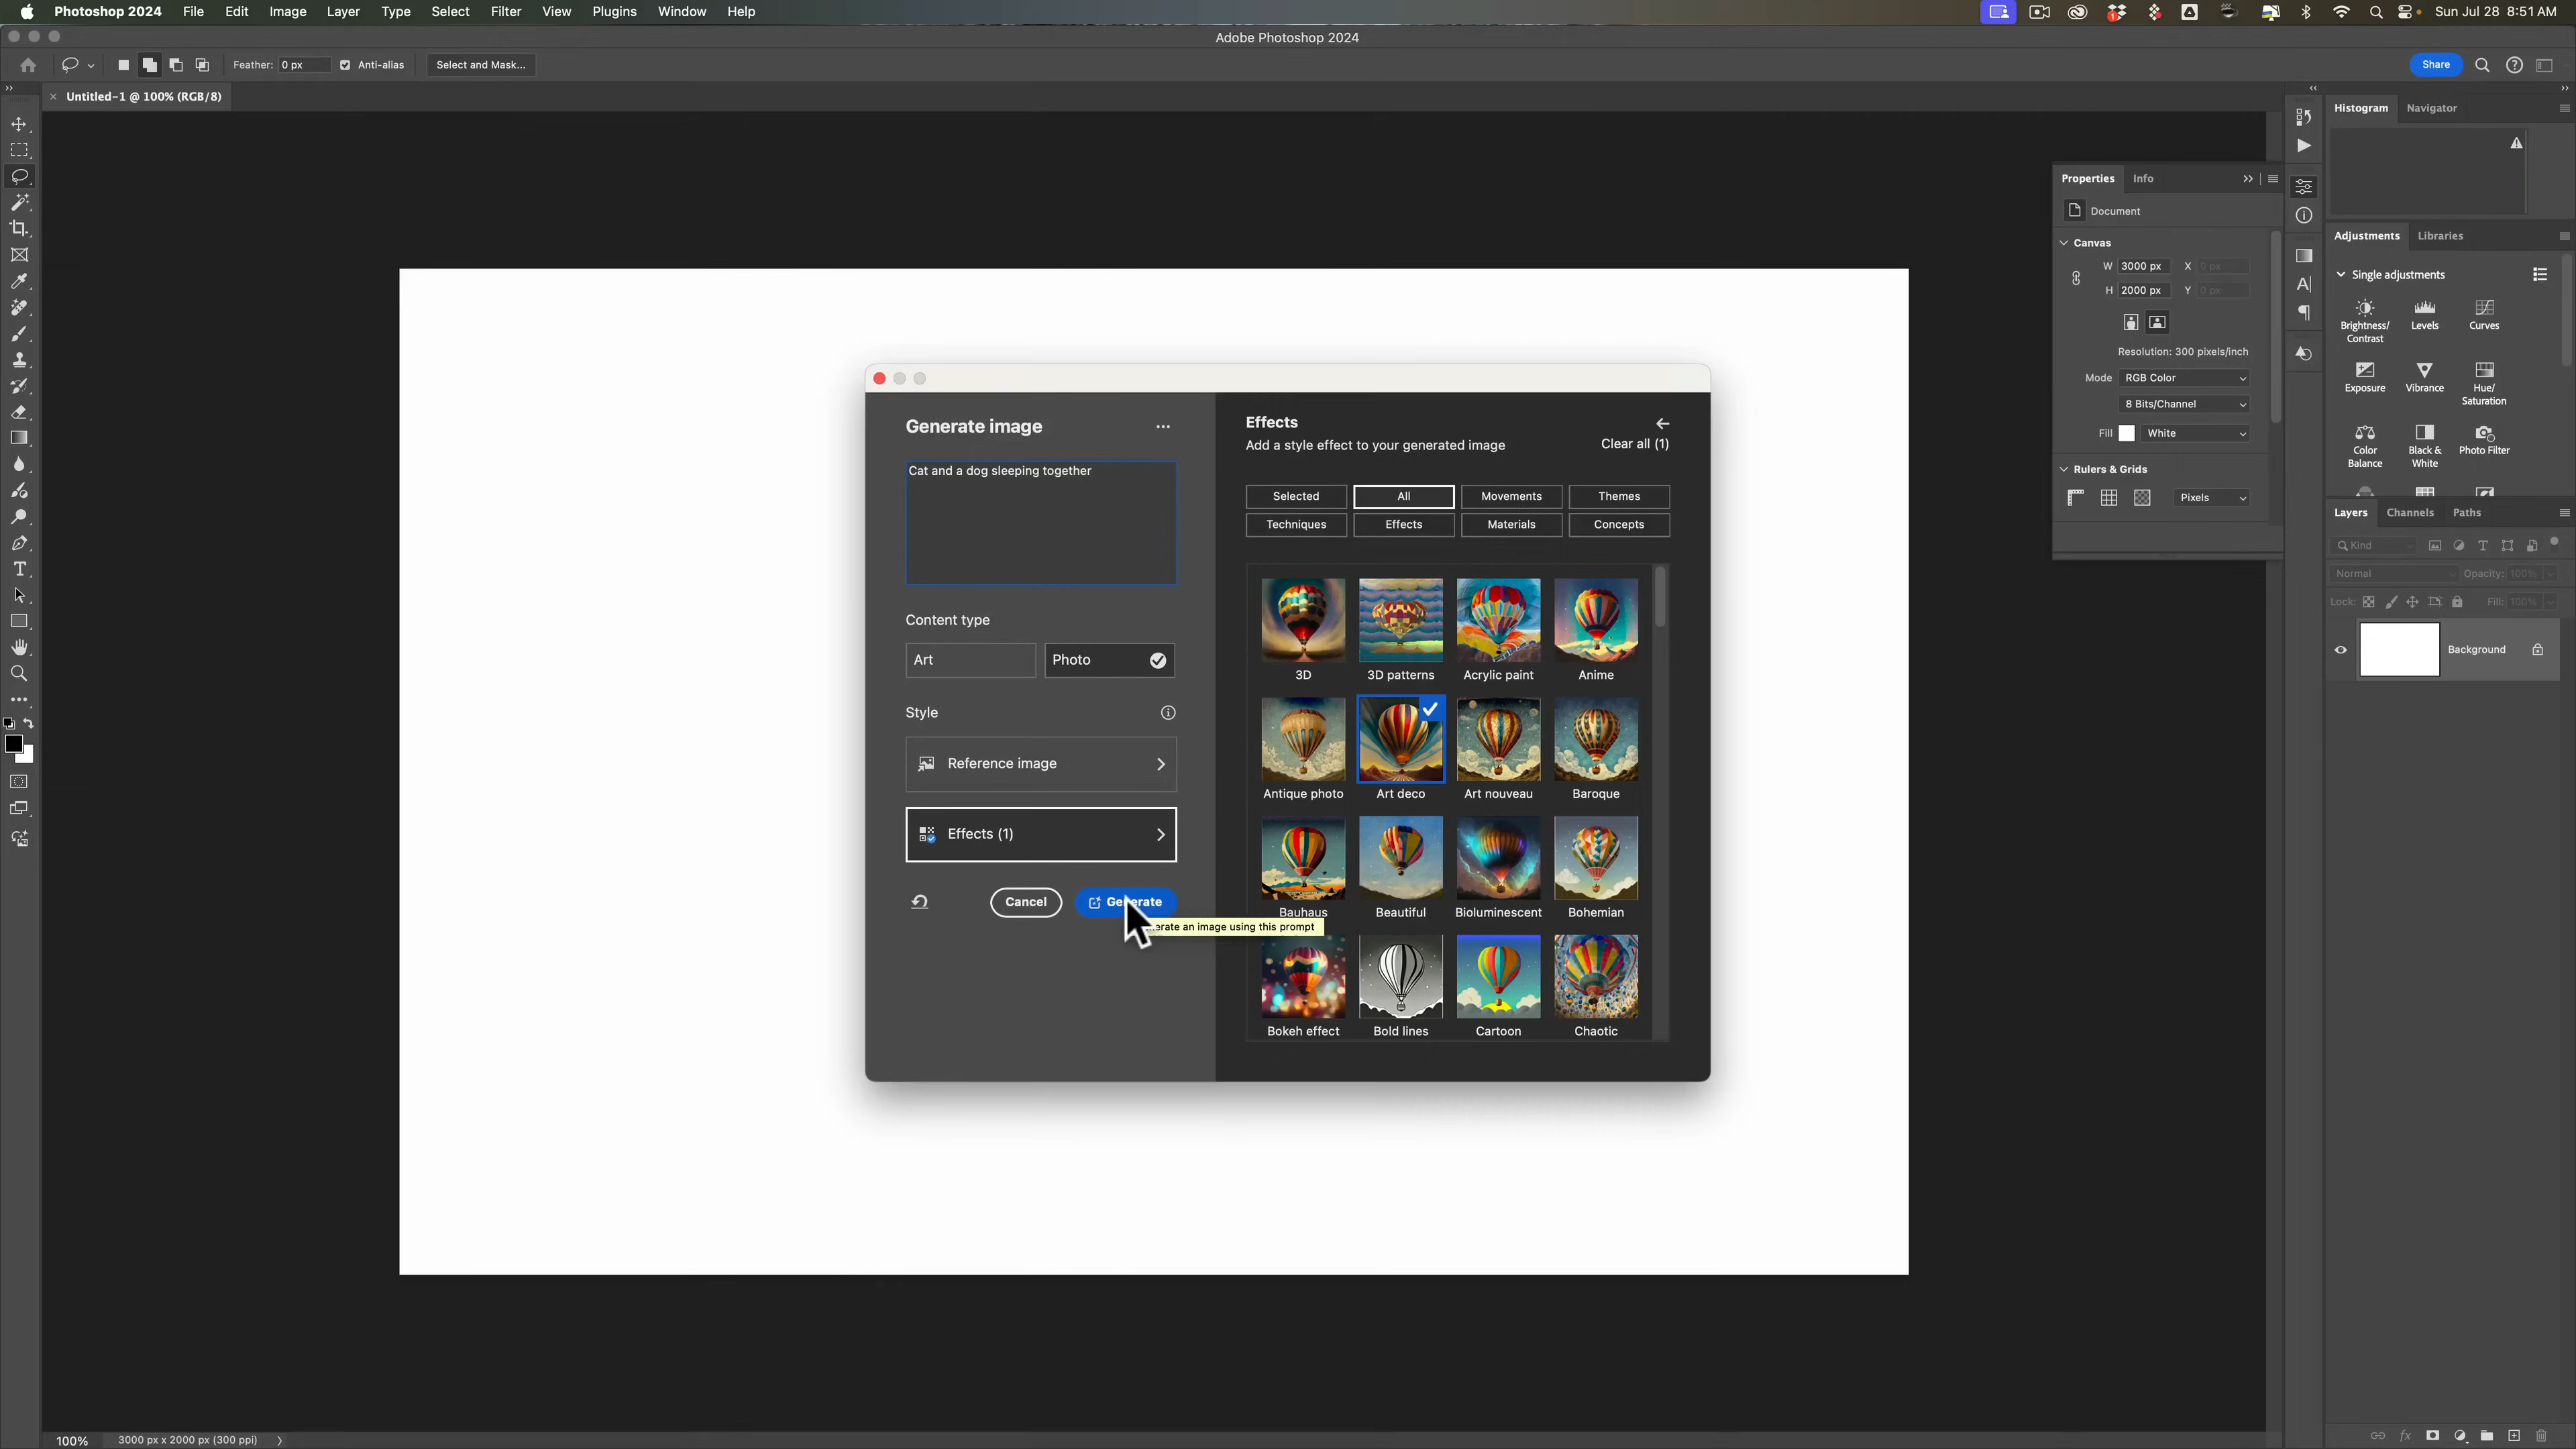 Photoshop 2024 File Edit Image Layer Type Select Filter View Plugins Window Help
1
Sun Jul 28 8:51 AM
Adobe Photoshop 2024
Feather: 0 px
Anti-alias
Select and Mask...
Share
Untitled-1 @ 100% (RGB/8)
Histogram Navigator
Properties Info
Document
Canvas
W 3000 px X 0 px
H 2000 px Y 0 px
Resolution: 300 pixels/inch
Mode RGB Color
8 Bits/Channel
Fill White
Rulers & Grids
Pixels
Adjustments Libraries
Single adjustments
Brightness/
Contrast
Levels
Curves
Exposure
Vibrance
Hue/
Saturation
Color
Balance
Black &
White
Photo Filter
Layers Channels Paths
Kind
Normal Opacity: 100%
Lock: Fill: 100%
Background
Generate image
Cat and a dog sleeping together
Content type
Art Photo
Style
Reference image
Effects (1)
Cancel Generate
erate an image using this prompt
Effects
Add a style effect to your generated image
Clear all (1)
Selected All Movements Themes
Techniques Effects Materials Concepts
3D 3D patterns Acrylic paint Anime
Antique photo Art deco Art nouveau Baroque
Bauhaus Beautiful Bioluminescent Bohemian
Bokeh effect Bold lines Cartoon Chaotic
100% 3000 px x 2000 px (300 ppi)
fx